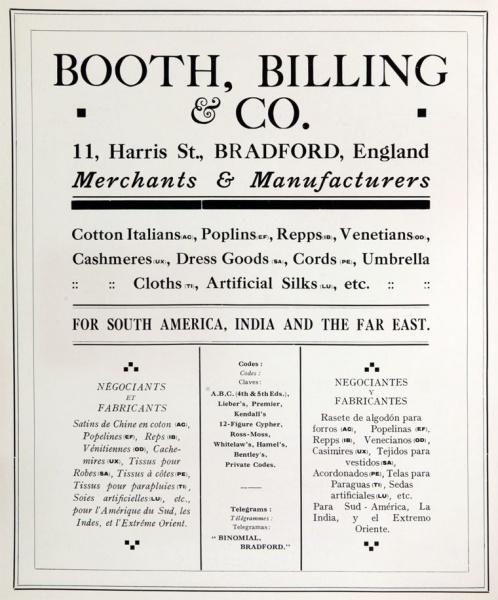 BOOTH, BILLING
& CO.
11, Harris St., BRADFORD, England
Merchants & Manufacturers
Cotton Italians(AC), Poplins(EF), Repps(IB), Venetians(OD),
Cashmeres(UX), Dress Goods(SA), Cords(PE), Umbrella
:: :: Cloths(TI), Artificial Silks(LU), etc. :: ::
FOR SOUTH AMERICA, INDIA AND THE FAR EAST.
NÉGOCIANTS
ET
FABRICANTS
Satins de Chine en coton (AC),
Popelines(EF), Reps (IB),
Vénitiennes (OD), Cache-
mires (UX), Tissus pour
Robes(SA), Tissus à côtes(PE),
Tissus pour parapluies(TI),
Soies artificielles(LU), etc.,
pour l'Amérique du Sud, les
Indes, et l'Extrême Orient.
Codes :
Codes :
Claves:
A.B.C. (4th & 5th Eds.),
Lieber's, Premier,
Kendall's
12-Figure Cypher,
Ross-Moss,
Whitelaw's, Hamel's,
Bentley's,
Private Codes.
Telegrams :
Télégrammes :
Telegramas:
"BINOMIAL,
BRADFORD."
NEGOCIANTES
Y
FABRICANTES
Rasete de algodón para
forros (AC), Popelinas (EF),
Repps (IB), Venecianos (OD),
Casimires (UX), Tejidos para
vestidos(SA),
Acordonados(PE), Telas para
Paraguas (TI), Sedas
artificiales(LU), etc.
Para Sud-América, La
India, y el Extremo
Oriente.